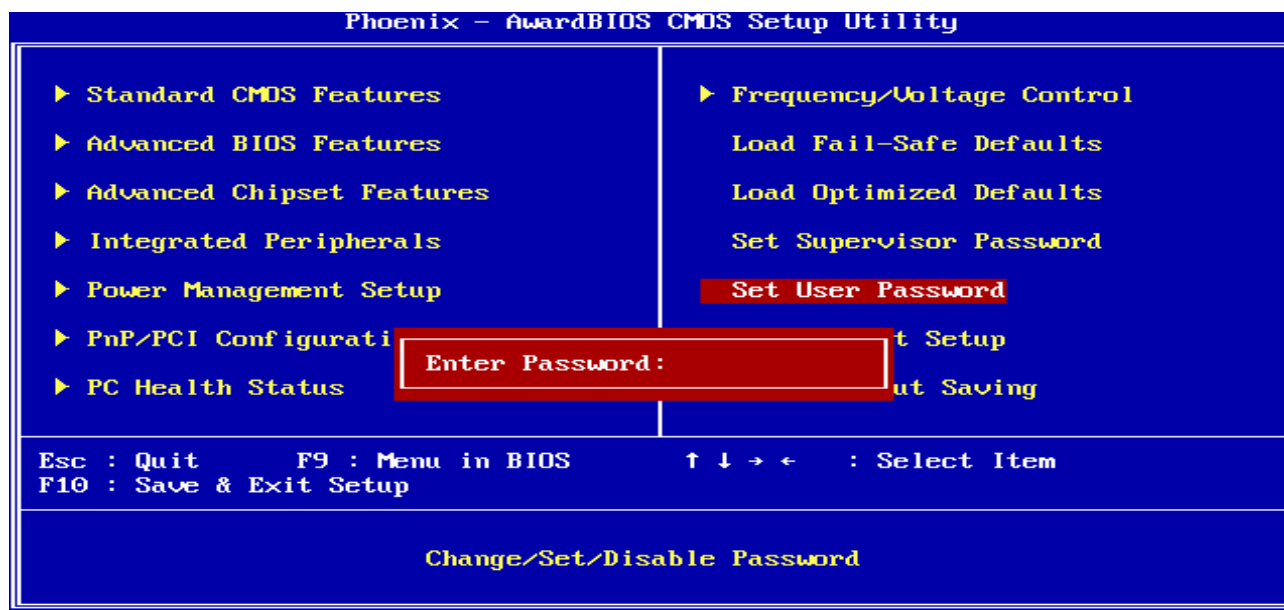 Phoenix - AwardBIOS CMOS Setup Utility
Standard CMOS Features
Advanced BIOS Features
Advanced Chipset Features
Integrated Peripherals
Power Management Setup
PnP/PCI Configurati
PC Health Status
Frequency/Voltage Control
Load Fail-Safe Defaults
Load Optimized Defaults
Set Supervisor Password
Set User Password
t Setup
ut Saving
Enter Password:
Esc : Quit F9 : Menu in BIOS ↑ ↓ → ← : Select Item
F10 : Save & Exit Setup
Change/Set/Disable Password